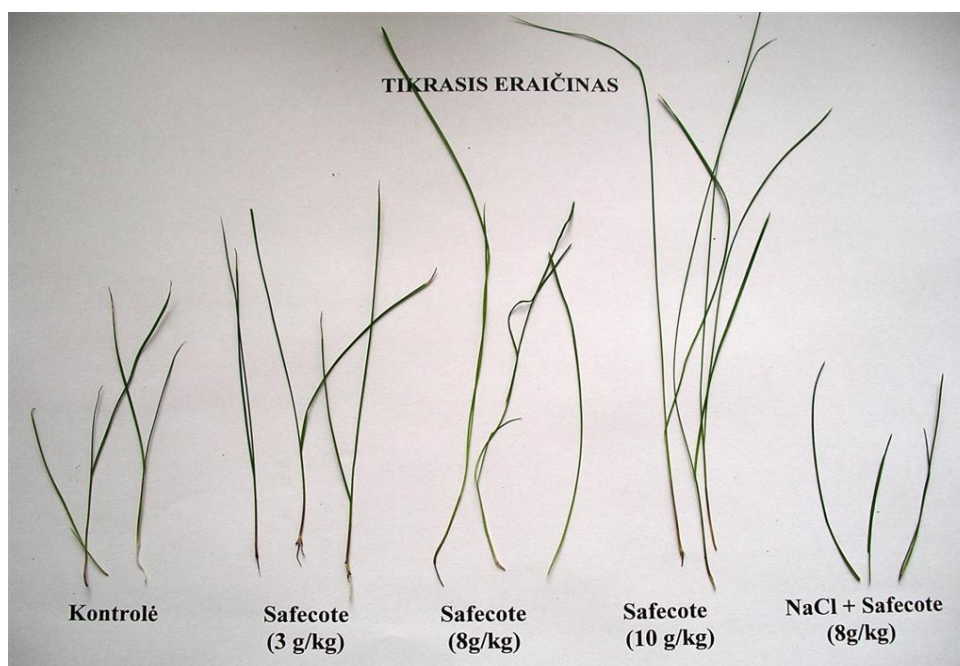 TIKRASIS ERAIČINAS
Kontrolė
Safecote
(3 g/kg)
Safecote
(8g/kg)
Safecote
(10 g/kg)
NaCl + Safecote
(8g/kg)